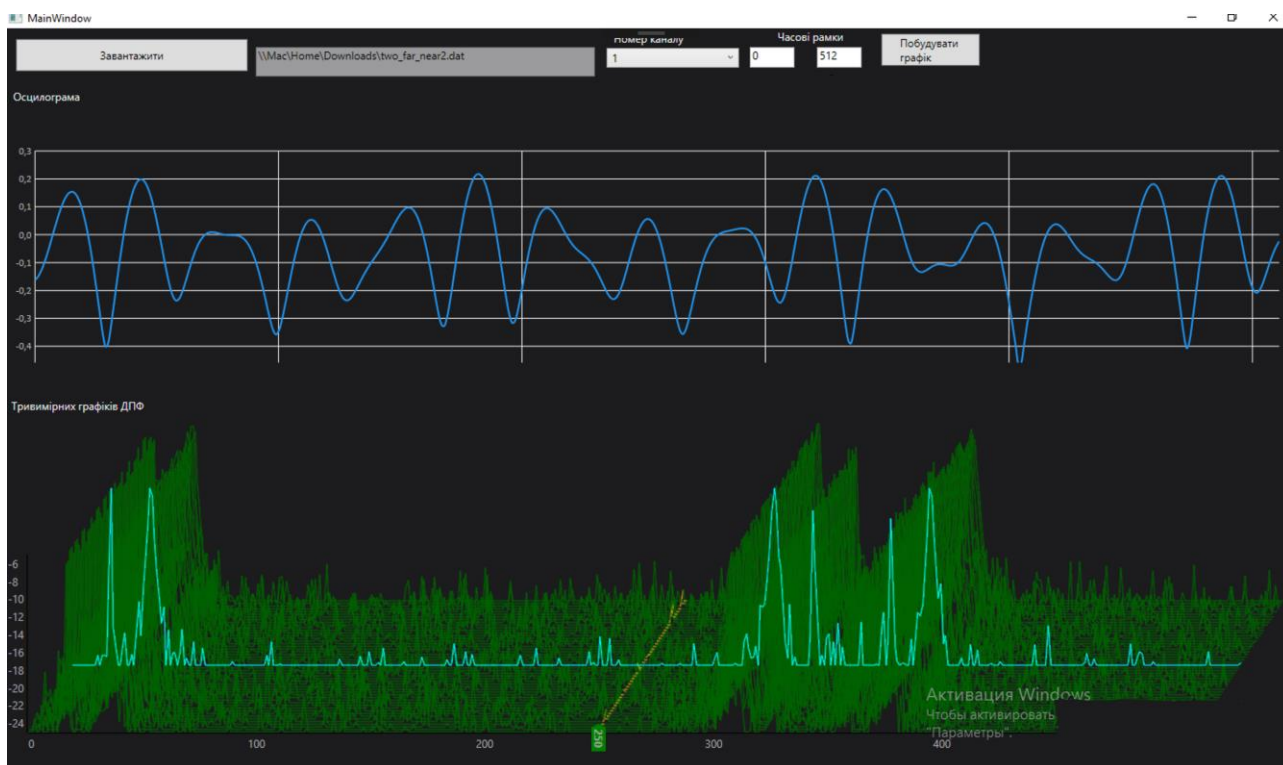 MainWindow
Завантажити
\\Mac\Home\Downloads\two_far_near2.dat
Номер каналу
1
Часові рамки
0
512
Побудувати
графік
Осцилограма
0,3
0,2
0,1
0,0
-0,1
-0,2
-0,3
-0,4
Тривимірних графіків ДПФ
-6
-8
-10
-12
-14
-16
-18
-20
-22
-24
0
100
200
250
300
400
Активация Windows
Чтобы активировать
"Параметры".